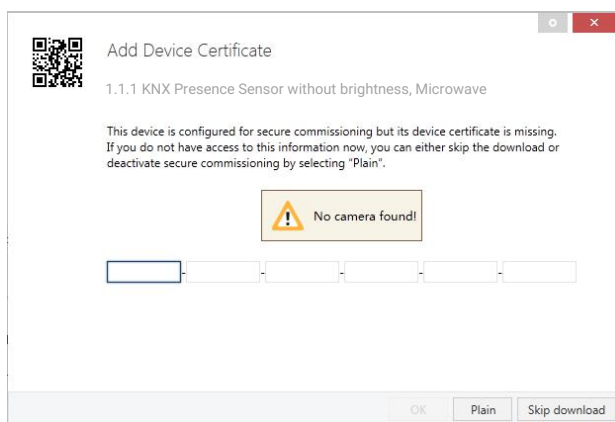 Add Device Certificate
1.1.1 KNX Presence Sensor without brightness, Microwave
This device is configured for secure commissioning but its device certificate is missing.
If you do not have access to this information now, you can either skip the download or
deactivate secure commissioning by selecting "Plain".
No camera found!
- - - - -
OK Plain Skip download